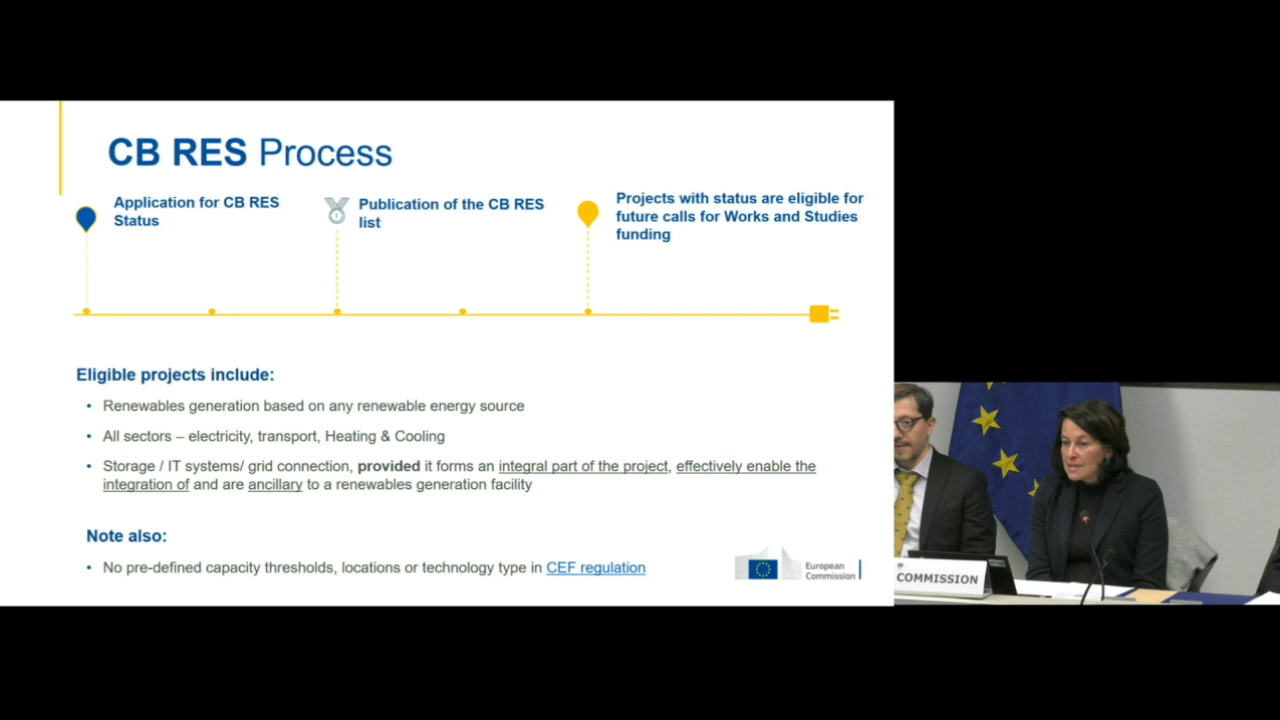 CB RES Process
Application for CB RES
Status
Publication of the CB RES
list
Projects with status are eligible for
future calls for Works and Studies
funding
Eligible projects include:
• Renewables generation based on any renewable energy source
• All sectors – electricity, transport, Heating & Cooling
• Storage / IT systems/ grid connection, provided it forms an integral part of the project, effectively enable the
integration of and are ancillary to a renewables generation facility
Note also:
• No pre-defined capacity thresholds, locations or technology type in CEF regulation
European
Commission
COMMISSION